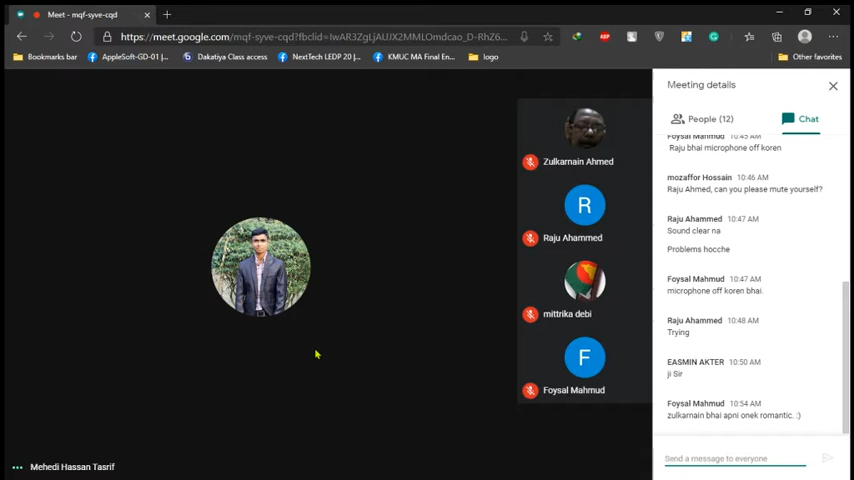 Meet - mqf-syve-cqd
https://meet.google.com/mqf-syve-cqd?fbclid=IwAR3ZgLjAUJX2MMLOmdcao_D-RhZ6...
Bookmarks bar
AppleSoft-GD-01 |...
Dakatiya Class access
NextTech LEDP 20 |...
KMUC MA Final En...
logo
Other favorites
Meeting details
People (12)
Chat
Foysal Mahmud 10:45 AM
Raju bhai microphone off koren
mozaffor Hossain 10:46 AM
Raju Ahmed, can you please mute yourself?
Raju Ahammed 10:47 AM
Sound clear na
Problems hocche
Foysal Mahmud 10:47 AM
microphone off koren bhai.
Raju Ahammed 10:48 AM
Trying
EASMIN AKTER 10:50 AM
ji Sir
Foysal Mahmud 10:54 AM
zulkarnain bhai apni onek romantic. :)
Send a message to everyone
Zulkarnain Ahmed
R
Raju Ahammed
mittrika debi
F
Foysal Mahmud
Mehedi Hassan Tasrif